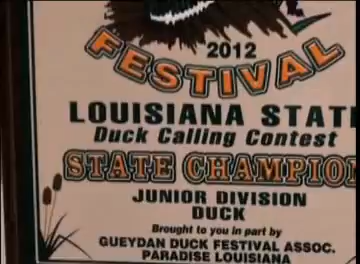 2012
FESTIVAL
LOUISIANA STAT
Duck Calling Contest
STATE CHAMPIO
JUNIOR DIVISION
DUCK
Brought to you in part by
GUEYDAN DUCK FESTIVAL ASSOC.
PARADISE LOUISIANA